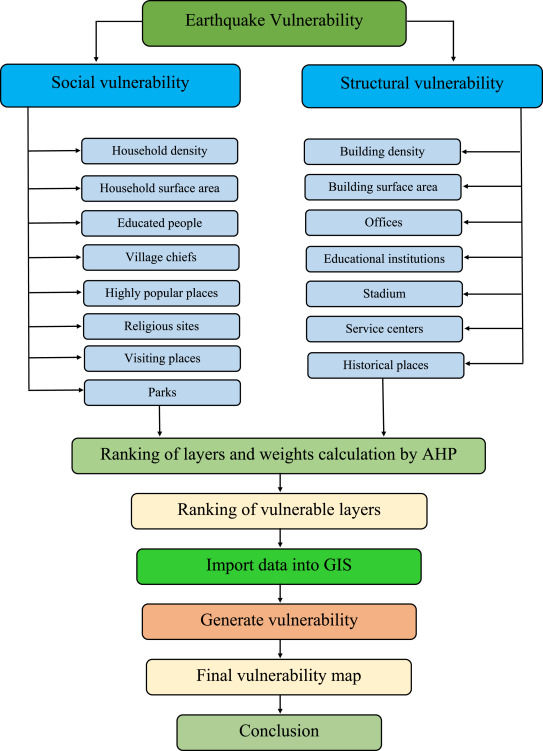 Earthquake Vulnerability
Social vulnerability
Household density
Household surface area
Educated people
Village chiefs
Highly popular places
Religious sites
Visiting places
Parks
Structural vulnerability
Building density
Building surface area
Offices
Educational institutions
Stadium
Service centers
Historical places
Ranking of layers and weights calculation by AHP
Ranking of vulnerable layers
Import data into GIS
Generate vulnerability
Final vulnerability map
Conclusion